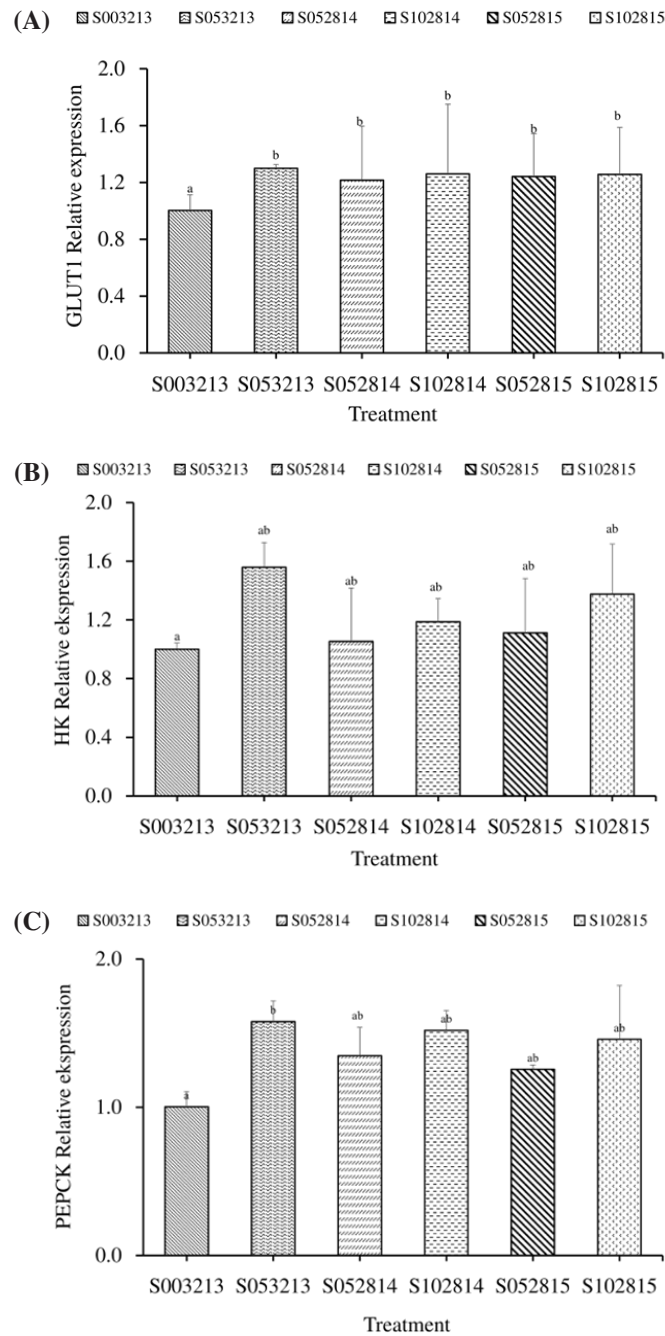 (A) S003213 S053213 S052814 S102814 S052815 S102815
GLUT1 Relative expression
2.0
1.6
1.2
0.8
0.4
0.0
a
b
b
b
b
b
S003213 S053213 S052814 S102814 S052815 S102815
Treatment
(B) S003213 S053213 S052814 S102814 S052815 S102815
HK Relative ekspression
2.0
1.6
1.2
0.8
0.4
0.0
a
ab
ab
ab
ab
ab
S003213 S053213 S052814 S102814 S052815 S102815
Treatment
(C) S003213 S053213 S052814 S102814 S052815 S102815
PEPCK Relative ekspression
2.0
1.0
0.0
a
b
ab
ab
ab
ab
S003213 S053213 S052814 S102814 S052815 S102815
Treatment